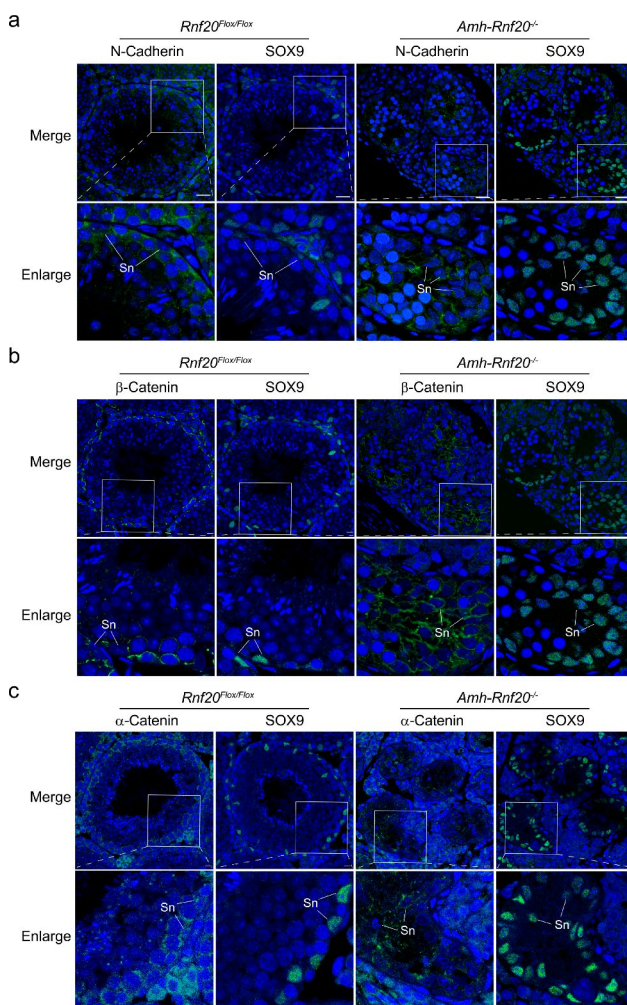 a
Rnf20Flox/Flox Amh-Rnf20-/-
N-Cadherin SOX9 N-Cadherin SOX9
Merge
Enlarge
Sn Sn Sn Sn
b
Rnf20Flox/Flox Amh-Rnf20-/-
β-Catenin SOX9 β-Catenin SOX9
Merge
Enlarge
Sn Sn Sn Sn
c
Rnf20Flox/Flox Amh-Rnf20-/-
α-Catenin SOX9 α-Catenin SOX9
Merge
Enlarge
Sn Sn Sn Sn